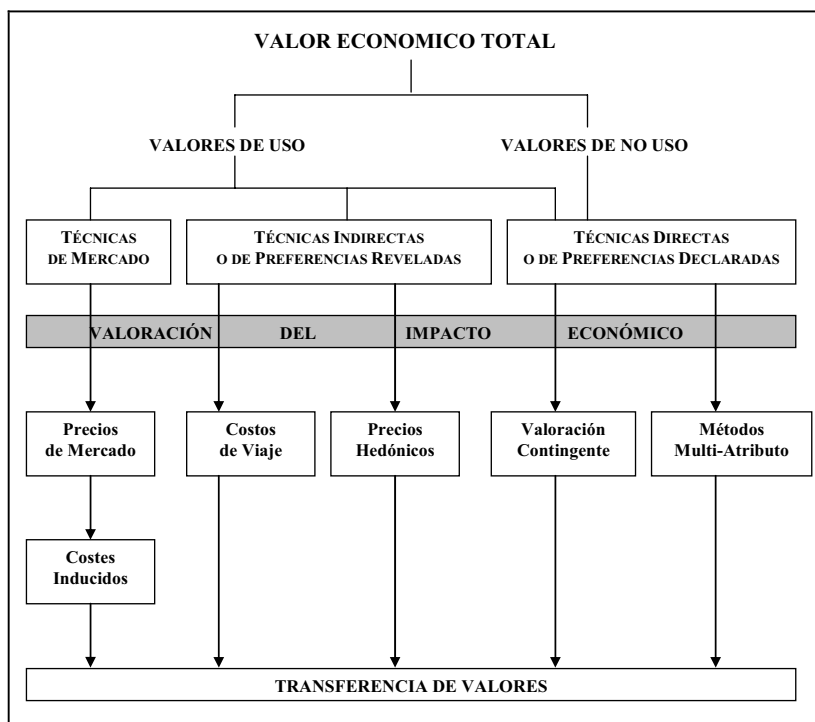 VALOR ECONOMICO TOTAL
VALORES DE USO
VALORES DE NO USO
TÉCNICAS
DE MERCADO
TÉCNICAS INDIRECTAS
O DE PREFERENCIAS REVELADAS
TÉCNICAS DIRECTAS
O DE PREFERENCIAS DECLARADAS
VALORACIÓN DEL IMPACTO ECONÓMICO
Precios
de Mercado
Costos
de Viaje
Precios
Hedónicos
Valoración
Contingente
Métodos
Multi-Atributo
Costes
Inducidos
TRANSFERENCIA DE VALORES